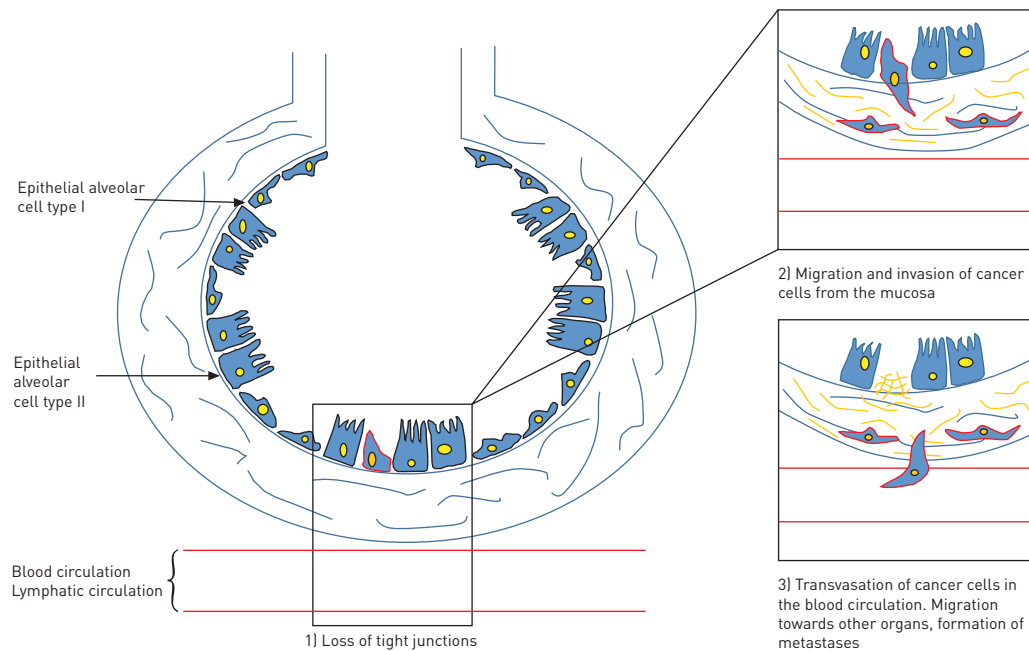 Epithelial alveolar
cell type I
Epithelial
alveolar
cell type II
Blood circulation
Lymphatic circulation
1) Loss of tight junctions
2) Migration and invasion of cancer
cells from the mucosa
3) Transvasation of cancer cells in
the blood circulation. Migration
towards other organs, formation of
metastases